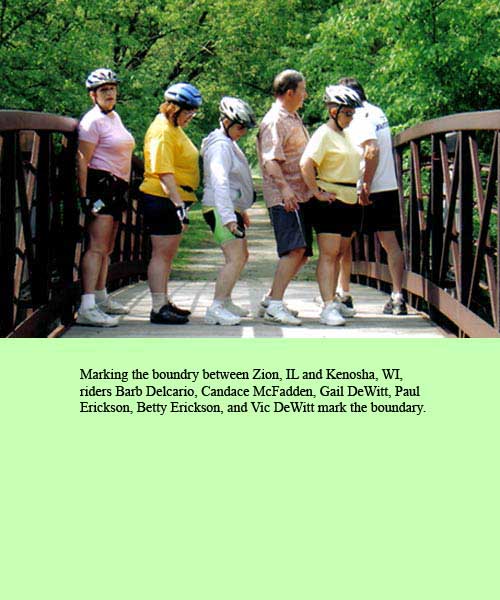 Marking the boundry between Zion, IL and Kenosha, WI,
riders Barb Delcario, Candace McFadden, Gail DeWitt, Paul
Erickson, Betty Erickson, and Vic DeWitt mark the boundary.